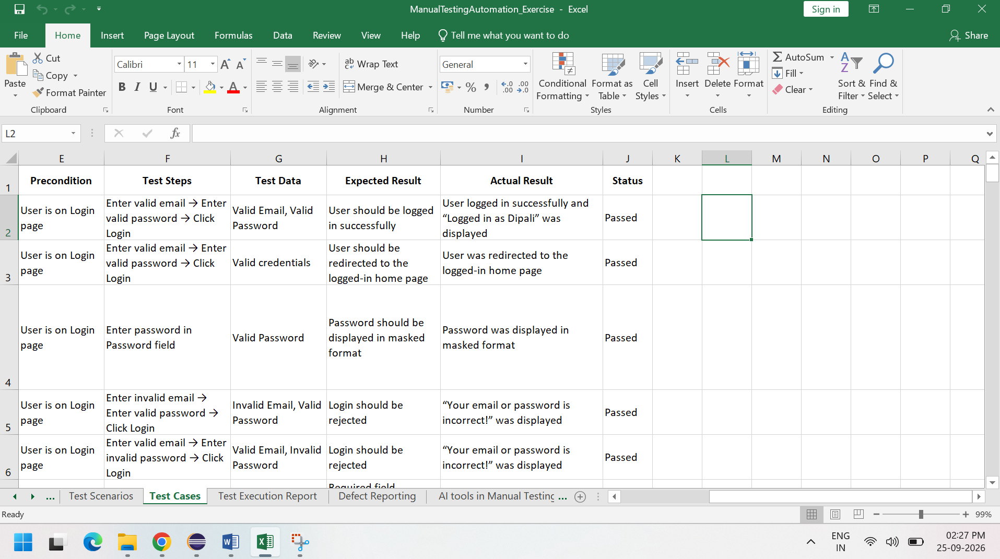 ManualTestingAutomation_Exercise - Excel
Sign in
File Home Insert Page Layout Formulas Data Review View Help Tell me what you want to do Share
Paste
Cut
Copy
Format Painter
Clipboard
Calibri 11
B I U
Font
Wrap Text
Merge & Center
Alignment
General
Number
Conditional Formatting
Format as Table
Cell Styles
Styles
Insert Delete Format
Cells
AutoSum
Fill
Clear
Sort & Filter
Find & Select
Editing
L2
fx
E F G H I J K L M N O P Q
1 Precondition Test Steps Test Data Expected Result Actual Result Status
2
User is on Login
page
Enter valid email → Enter
valid password → Click
Login
Valid Email, Valid
Password
User should be logged
in successfully
User logged in successfully and
“Logged in as Dipali” was
displayed
Passed
3
User is on Login
page
Enter valid email → Enter
valid password → Click
Login
Valid credentials
User should be
redirected to the
logged-in home page
User was redirected to the
logged-in home page
Passed
4
User is on Login
page
Enter password in
Password field
Valid Password
Password should be
displayed in masked
format
Password was displayed in
masked format
Passed
5
User is on Login
page
Enter invalid email →
Enter valid password →
Click Login
Invalid Email, Valid
Password
Login should be
rejected
“Your email or password is
incorrect!” was displayed
Passed
6
User is on Login
page
Enter valid email → Enter
invalid password → Click
Login
Valid Email, Invalid
Password
Login should be
rejected
“Your email or password is
incorrect!” was displayed
Passed
Required field
... Test Scenarios Test Cases Test Execution Report Defect Reporting AI tools in Manual Testing ...
Ready
99%
ENG
IN
02:27 PM
25-09-2026